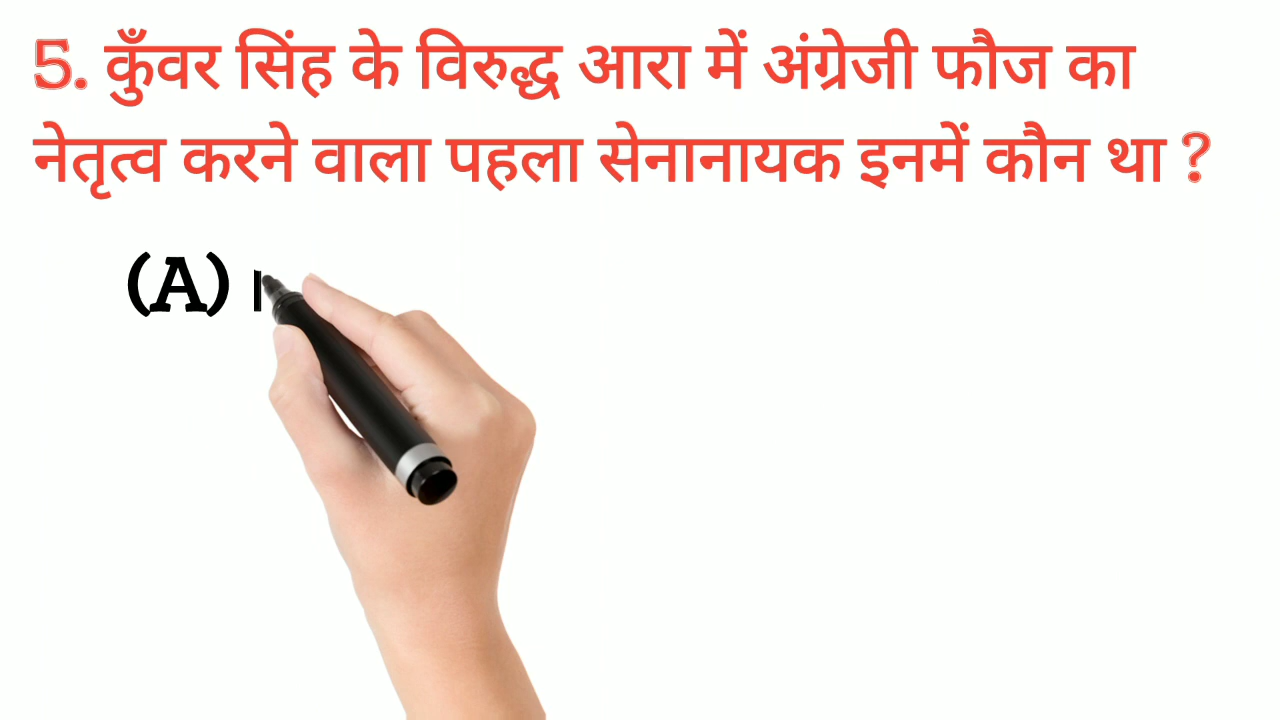 5. कुँवर सिंह के विरुद्ध आरा में अंग्रेजी फौज का
नेतृत्व करने वाला पहला सेनानायक इनमें कौन था ?
(A)